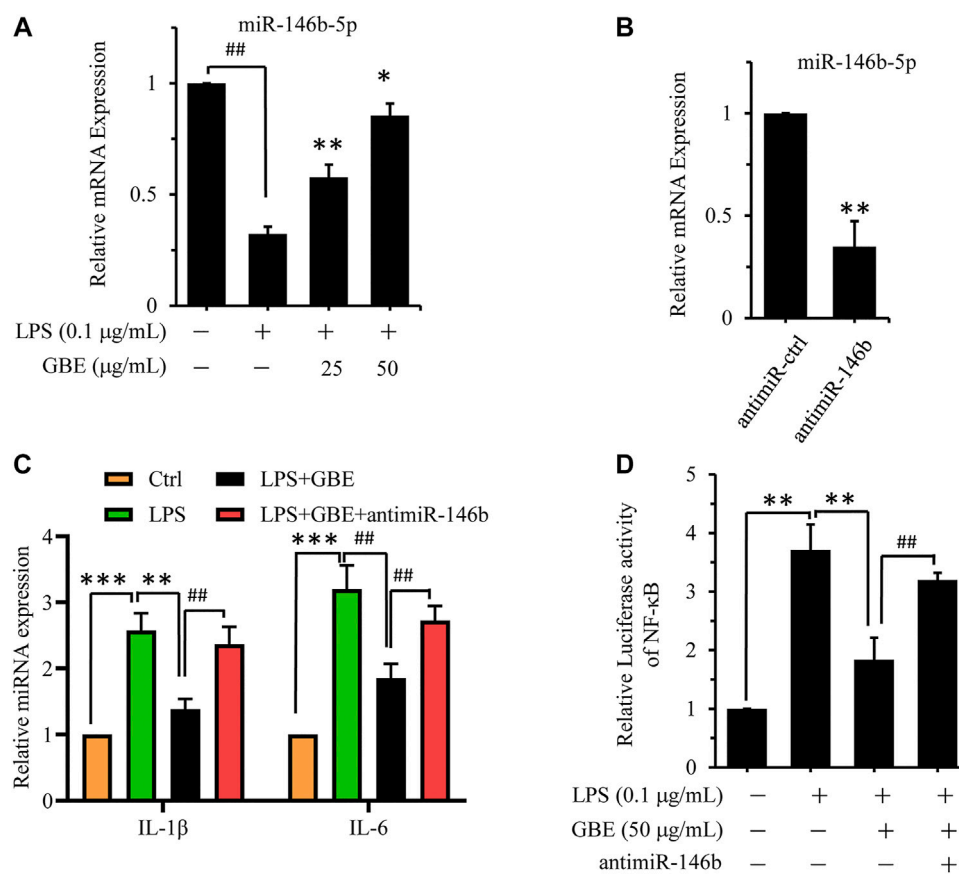 A
miR-146b-5p
Relative mRNA Expression
1
0.5
0
##
**
*
LPS (0.1 µg/mL) − + + +
GBE (µg/mL) − − 25 50
B
miR-146b-5p
Relative mRNA Expression
1
0.5
0
**
antimiR-ctrl
antimiR-146b
C
Ctrl
LPS+GBE
LPS
LPS+GBE+antimiR-146b
Relative miRNA expression
4
3
2
1
0
*** ** ##
*** ## ##
IL-1β
IL-6
D
Relative Luciferase activity
of NF-κB
5
4
3
2
1
0
** ** ##
LPS (0.1 µg/mL) − + + +
GBE (50 µg/mL) − − + +
antimiR-146b − − − +